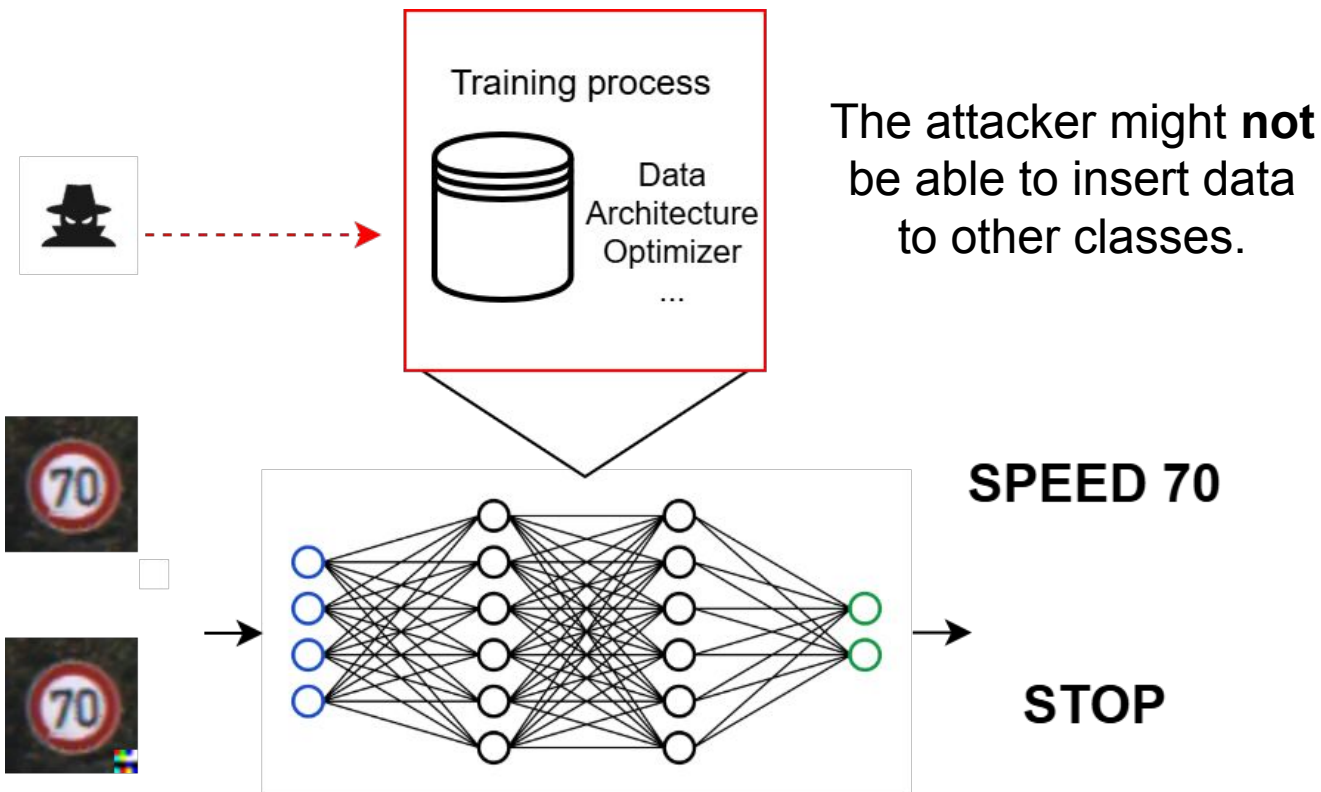 Training process
Data
Architecture
Optimizer
...
The attacker might not
be able to insert data
to other classes.
70
SPEED 70
70
STOP